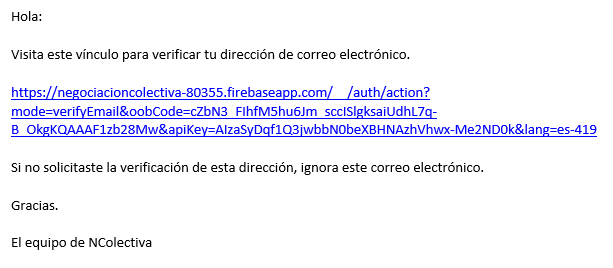 Hola:
Visita este vínculo para verificar tu dirección de correo electrónico.
https://negociacioncolectiva-80355.firebaseapp.com/__/auth/action?
mode=verifyEmail&oobCode=cZbN3_FIhfM5hu6Jm_sccISlgksaiUdhL7q-
B_OkgKQAAAF1zb28Mw&apiKey=AIzaSyDqf1Q3jwbbN0beXBHNAzhVhwx-Me2ND0k&lang=es-419
Si no solicitaste la verificación de esta dirección, ignora este correo electrónico.
Gracias.
El equipo de NColectiva